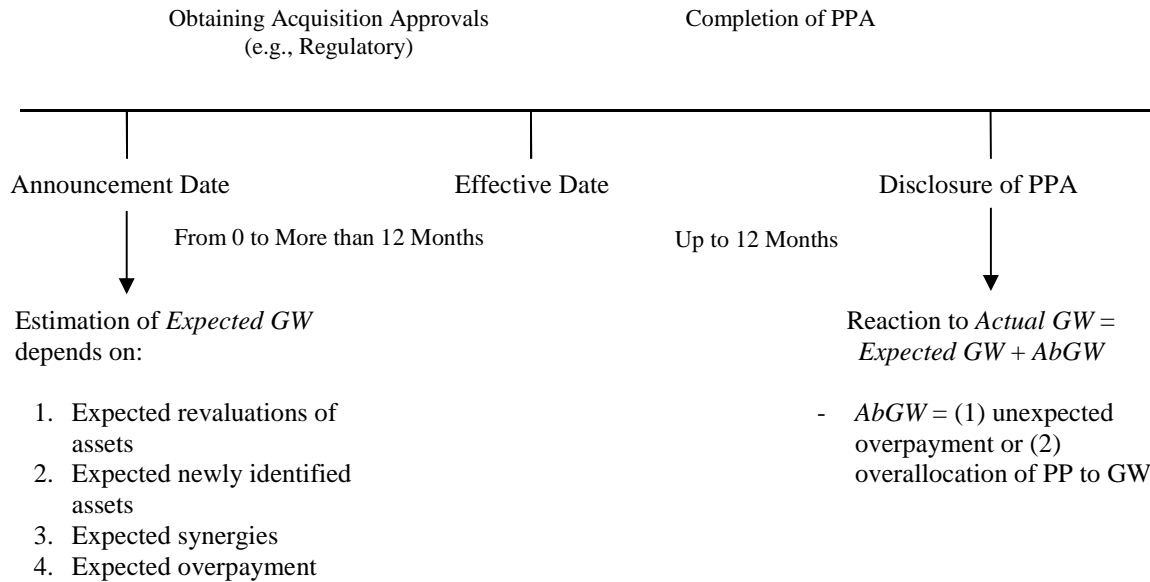 Obtaining Acquisition Approvals
(e.g., Regulatory)
Completion of PPA
Announcement Date
Effective Date
Disclosure of PPA
From 0 to More than 12 Months
Up to 12 Months
Estimation of Expected GW
depends on:
1. Expected revaluations of
assets
2. Expected newly identified
assets
3. Expected synergies
4. Expected overpayment
Reaction to Actual GW =
Expected GW + AbGW
- AbGW = (1) unexpected
overpayment or (2)
overallocation of PP to GW